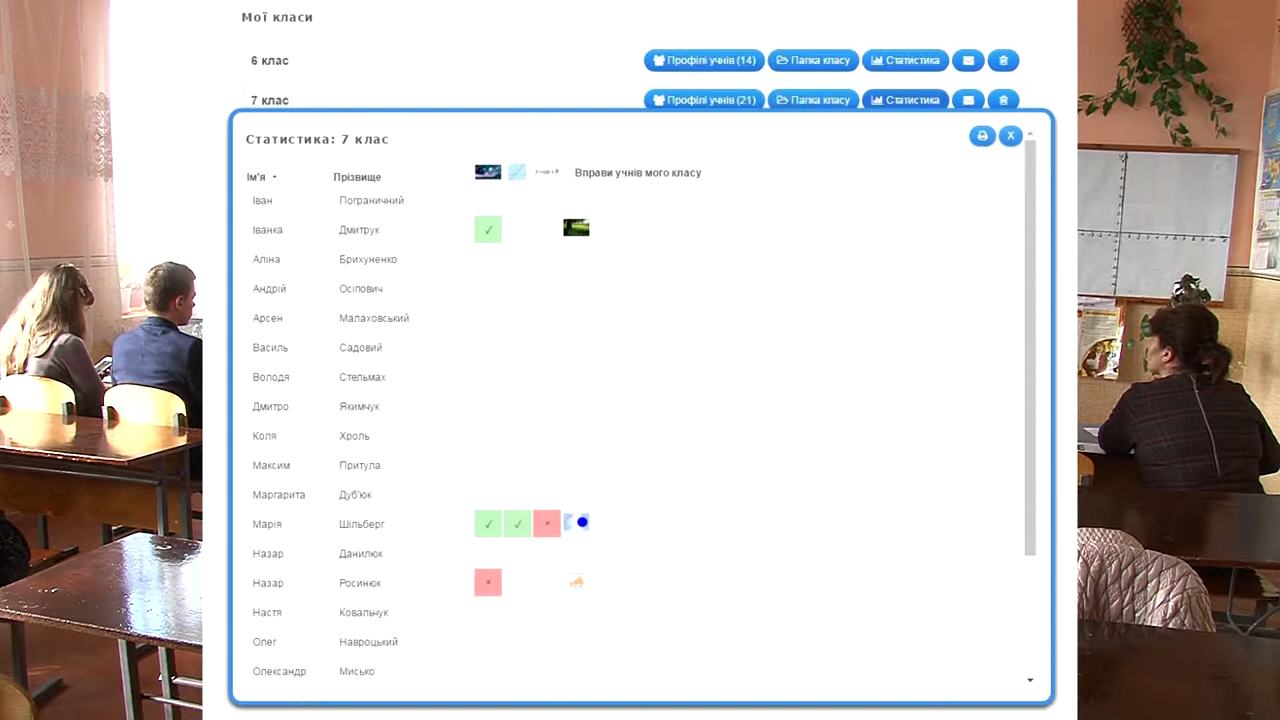 Мої класи
6 клас Профілі учнів (14) Папка класу Статистика
7 клас Профілі учнів (21) Папка класу Статистика
Статистика: 7 клас X
Ім'я Прізвище Вправи учнів мого класу
Іван Пограничний
Іванка Дмитрук
Аліна Брихуненко
Андрій Осіпович
Арсен Малаховський
Василь Садовий
Володя Стельмах
Дмитро Якимчук
Коля Хроль
Максим Притула
Маргарита Дуб'юк
Марія Шільберг
Назар Данилюк
Назар Росинюк
Настя Ковальчук
Олег Навроцький
Олександр Мисько